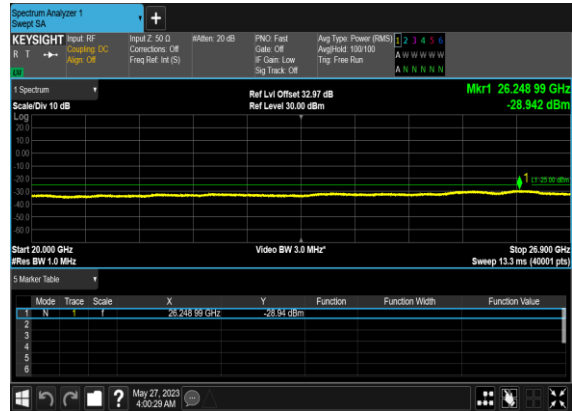 Spectrum Analyzer 1
Swept SA
+
KEYSIGHT Input: RF Input Z: 50 Ω #Atten: 20 dB PNO: Fast Avg Type: Power (RMS) 1 2 3 4 5 6
R T Coupling: DC Corrections: Off Gate: Off Avg|Hold: 100/100 A W W W W W
Align: Off Freq Ref: Int (S) IF Gain: Low Trig: Free Run
Sig Track: Off A N N N N N
1 Spectrum Ref Lvl Offset 32.97 dB Mkr1 26.248 99 GHz
Scale/Div 10 dB Ref Level 30.00 dBm -28.942 dBm
Log
20.0
10.0
0.00
-10.0
-20.0
-30.0
-40.0
-50.0
-60.0
1
Start 20.000 GHz Video BW 3.0 MHz* Stop 26.900 GHz
#Res BW 1.0 MHz Sweep 13.3 ms (40001 pts)
5 Marker Table
Mode Trace Scale X Y Function Function Width Function Value
1 N 1 f 26.248 99 GHz -28.94 dBm
2
3
4
5
6
? May 27, 2023
4:00:29 AM